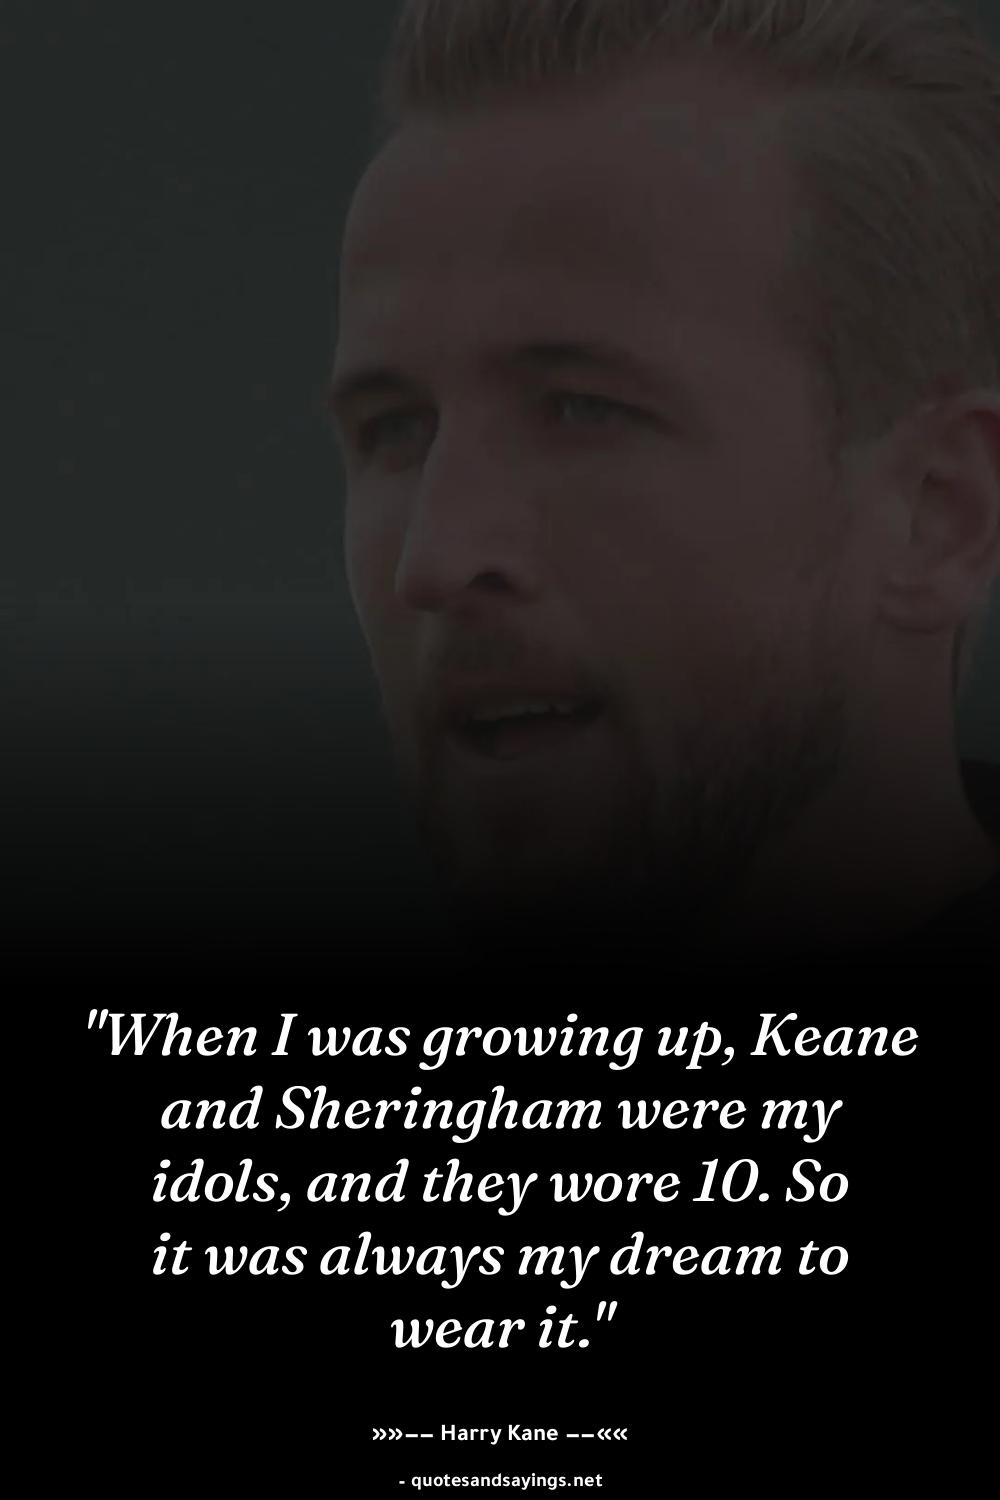 "When I was growing up, Keane
and Sheringham were my
idols, and they wore 10. So
it was always my dream to
wear it."
»»–– Harry Kane ––««
- quotesandsayings.net